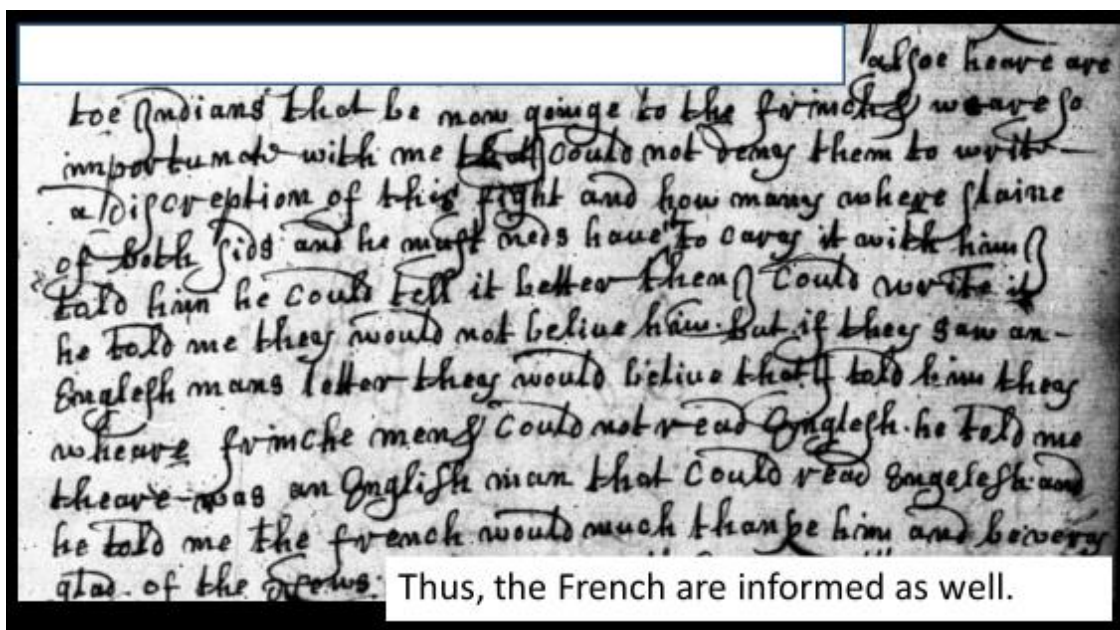 alsoe heare are
toe Indians that be now goinge to the frinch & weare so
importunate with me that I could not deny them to write
a discreption of this fight and how many where slaine
of both sids and he must neds have to cary it with him I
told him he could tell it better then I could write it
he told me they would not belive him. but if they saw an
Englesh mans letter they would belive that I told him they
wheare frinche men & could not read Englesh. he told me
theare was an English man that could read Engelesh and
he told me the french would much thanke him and be very
glad of the news.
Thus, the French are informed as well.